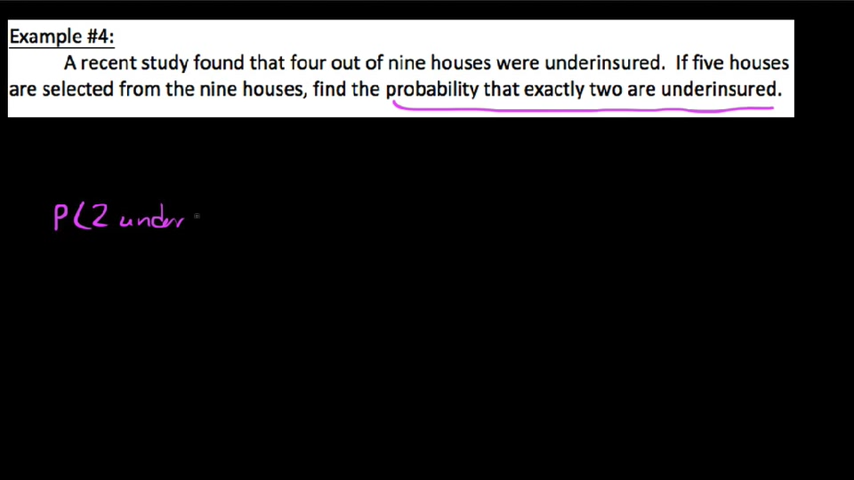 Example #4:
A recent study found that four out of nine houses were underinsured. If five houses
are selected from the nine houses, find the probability that exactly two are underinsured.
P(2 under